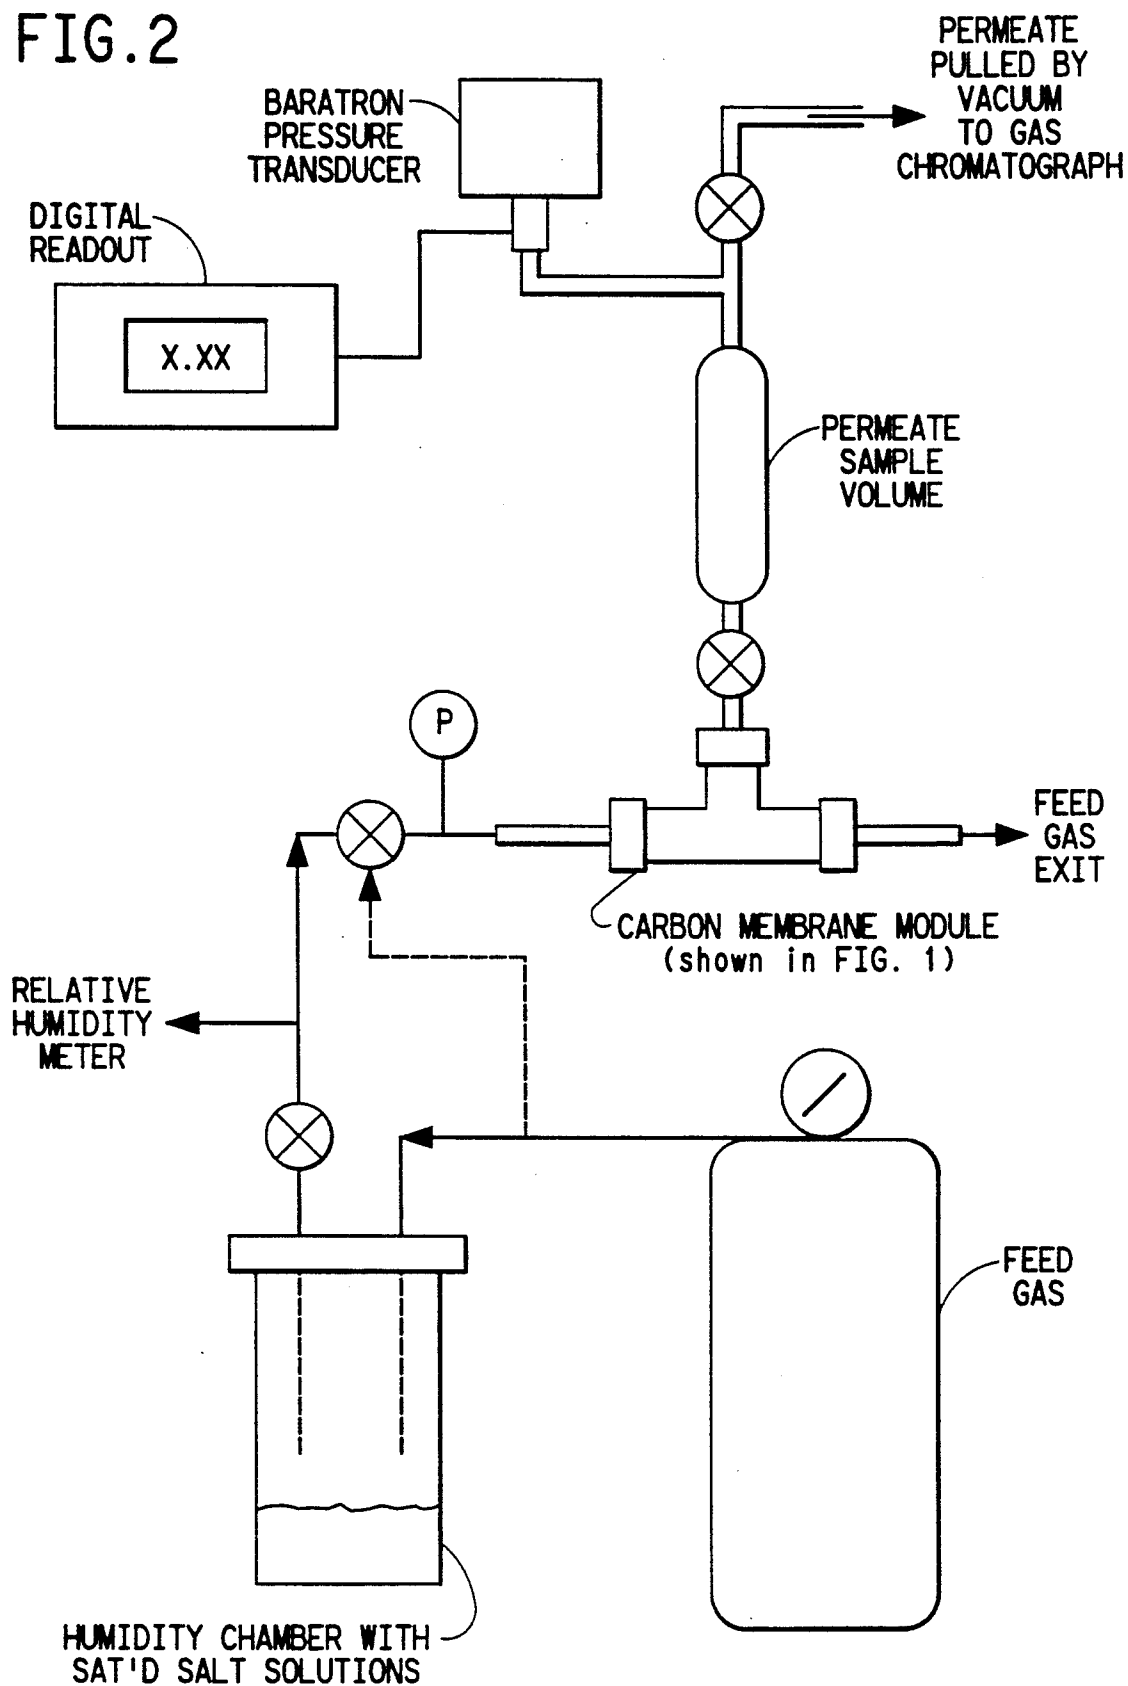 FIG.2
PERMEATE
PULLED BY
VACUUM
TO GAS
CHROMATOGRAPH
BARATRON
PRESSURE
TRANSDUCER
DIGITAL
READOUT
X.XX
PERMEATE
SAMPLE
VOLUME
P
FEED
GAS
EXIT
CARBON MEMBRANE MODULE
(shown in FIG. 1)
RELATIVE
HUMIDITY
METER
FEED
GAS
HUMIDITY CHAMBER WITH
SAT'D SALT SOLUTIONS